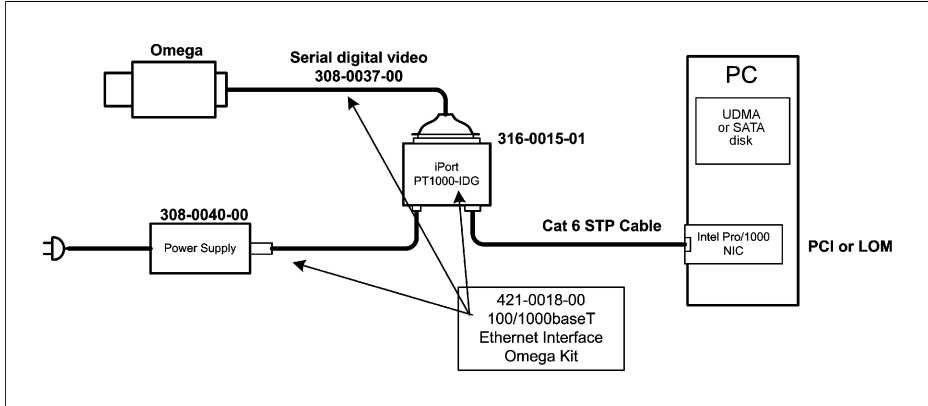 Omega
Serial digital video
308-0037-00
PC
UDMA
or SATA
disk
316-0015-01
iPort
PT1000-IDG
308-0040-00
Power Supply
Cat 6 STP Cable
Intel Pro/1000
NIC
PCI or LOM
421-0018-00
100/1000baseT
Ethernet Interface
Omega Kit